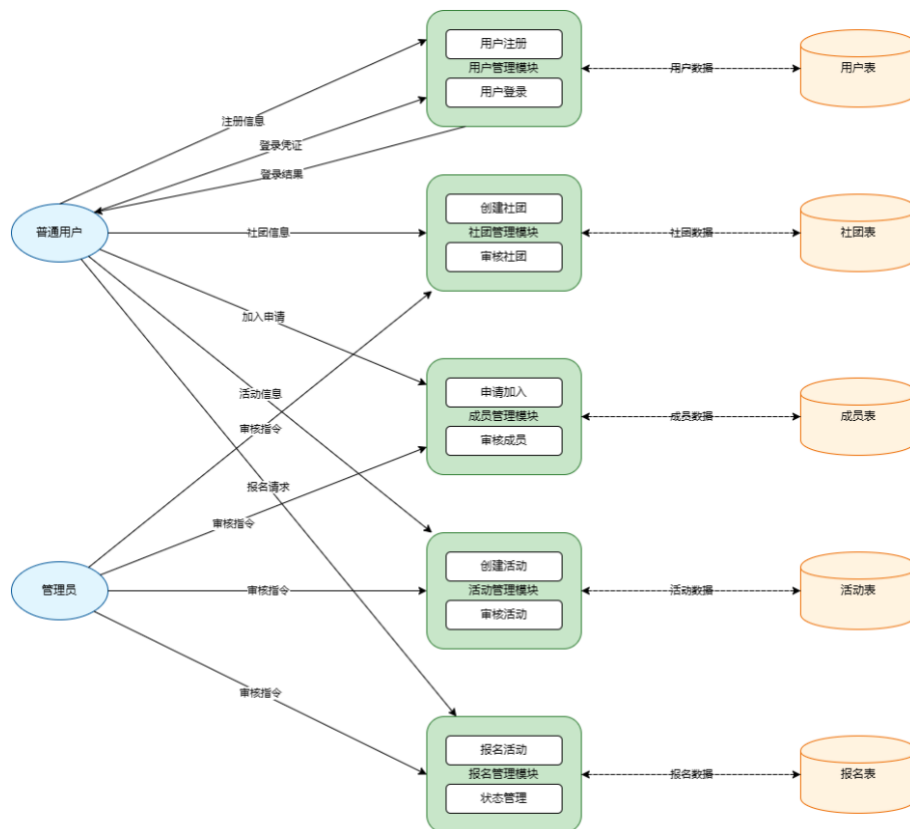 用户注册
用户管理模块
用户数据
用户表
用户登录
注册信息
登录凭证
登录结果
创建社团
普通用户
社团信息
社团管理模块
社团数据
社团表
审核社团
加入申请
申请加入
活动信息
成员管理模块
成员数据
成员表
审核指令
审核成员
报名请求
审核指令
创建活动
管理员
审核指令
活动管理模块
活动数据
活动表
审核活动
审核指令
报名活动
报名管理模块
报名数据
报名表
状态管理